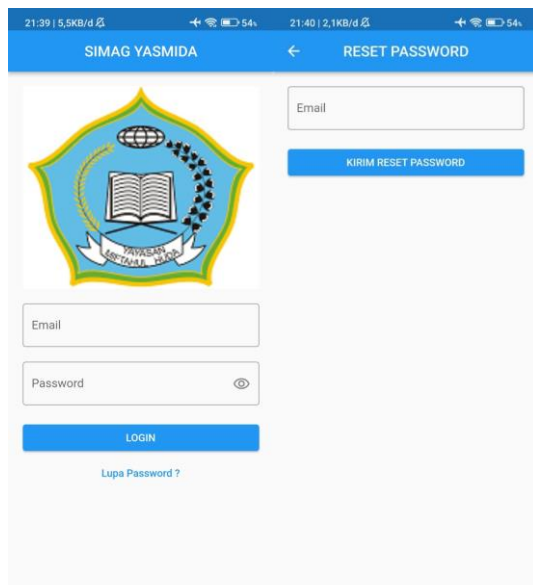 21:39 | 5,5KB/d
54%
SIMAG YASMIDA
YAYASAN
MIFTAHUL HUDA
Email
Password
LOGIN
Lupa Password ?
21:40 | 2,1KB/d
54%
RESET PASSWORD
Email
KIRIM RESET PASSWORD